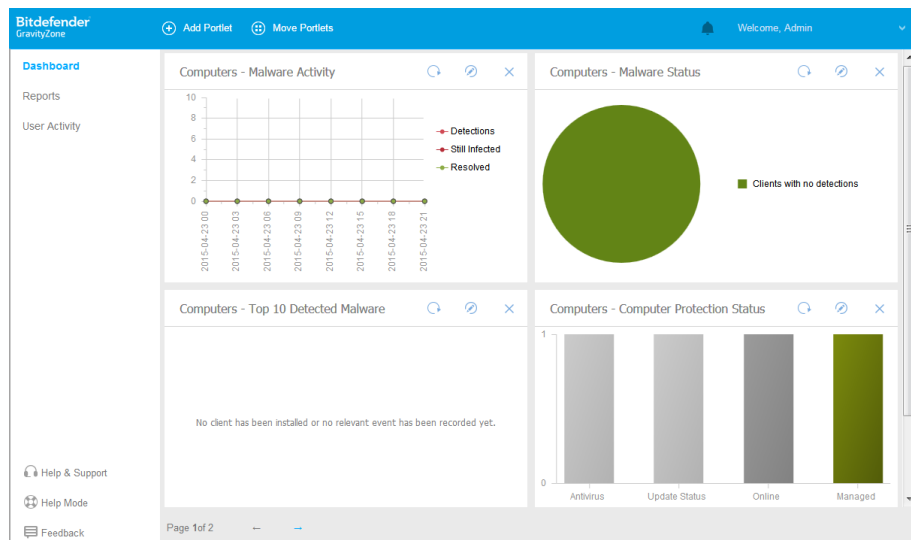 Bitdefender
GravityZone
Add Portlet
Move Portlets
Welcome, Admin
Dashboard
Reports
User Activity
Computers - Malware Activity
10
8
6
4
2
0
2015-04-23 00
2015-04-23 03
2015-04-23 06
2015-04-23 09
2015-04-23 12
2015-04-23 15
2015-04-23 18
2015-04-23 21
Detections
Still Infected
Resolved
Computers - Malware Status
Clients with no detections
Computers - Top 10 Detected Malware
No client has been installed or no relevant event has been recorded yet.
Computers - Computer Protection Status
1
0
Antivirus
Update Status
Online
Managed
Help & Support
Help Mode
Feedback
Page 1of 2